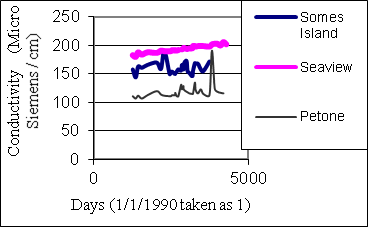 Conductivity (Micro
Siemens / cm)
250
200
150
100
50
0
0
5000
Days (1/1/1990 taken as 1)
Somes
Island
Seaview
Petone